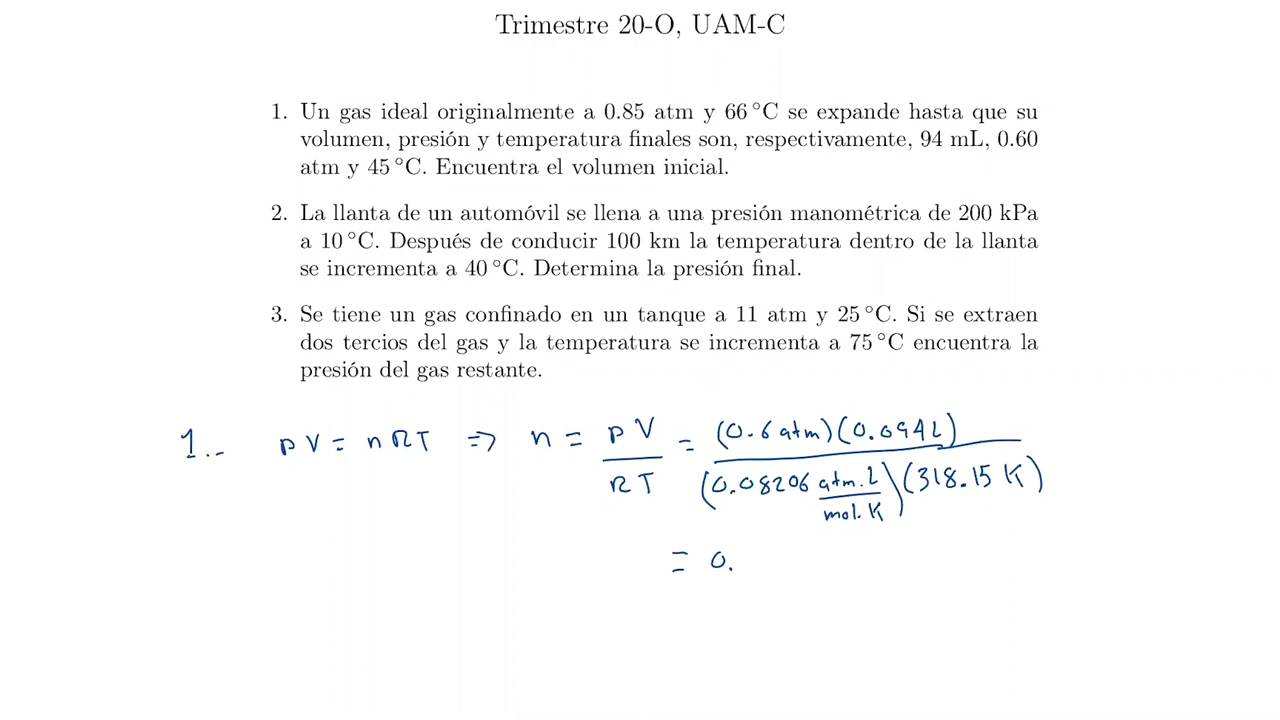 Trimestre 20-O, UAM-C
1. Un gas ideal originalmente a 0.85 atm y 66 °C se expande hasta que su
volumen, presión y temperatura finales son, respectivamente, 94 mL, 0.60
atm y 45 °C. Encuentra el volumen inicial.
2. La llanta de un automóvil se llena a una presión manométrica de 200 kPa
a 10 °C. Después de conducir 100 km la temperatura dentro de la llanta
se incrementa a 40 °C. Determina la presión final.
3. Se tiene un gas confinado en un tanque a 11 atm y 25 °C. Si se extraen
dos tercios del gas y la temperatura se incrementa a 75 °C encuentra la
presión del gas restante.
1.- pV = nRT => n = pV/RT = (0.6 atm)(0.094L)/(0.08206 atm.L/mol.K)(318.15 K)
= 0.